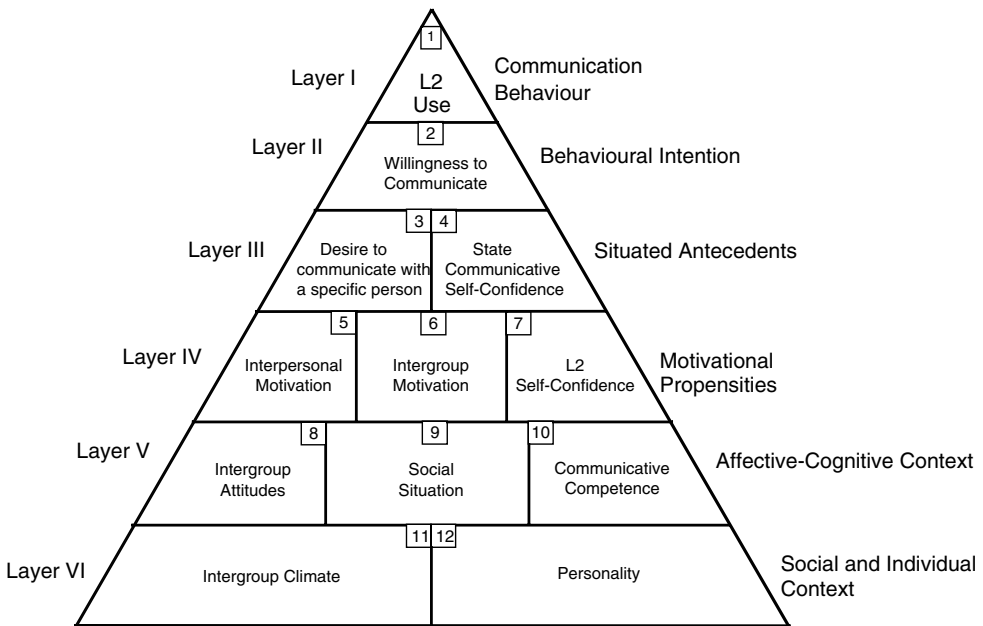 1
Layer I
L2
Use
Communication
Behaviour
2
Layer II
Willingness to
Communicate
Behavioural Intention
3 4
Layer III
Desire to
communicate with
a specific person
State
Communicative
Self-Confidence
Situated Antecedents
5 6 7
Layer IV
Interpersonal
Motivation
Intergroup
Motivation
L2
Self-Confidence
Motivational
Propensities
8 9 10
Layer V
Intergroup
Attitudes
Social
Situation
Communicative
Competence
Affective-Cognitive Context
11 12
Layer VI
Intergroup Climate
Personality
Social and Individual
Context